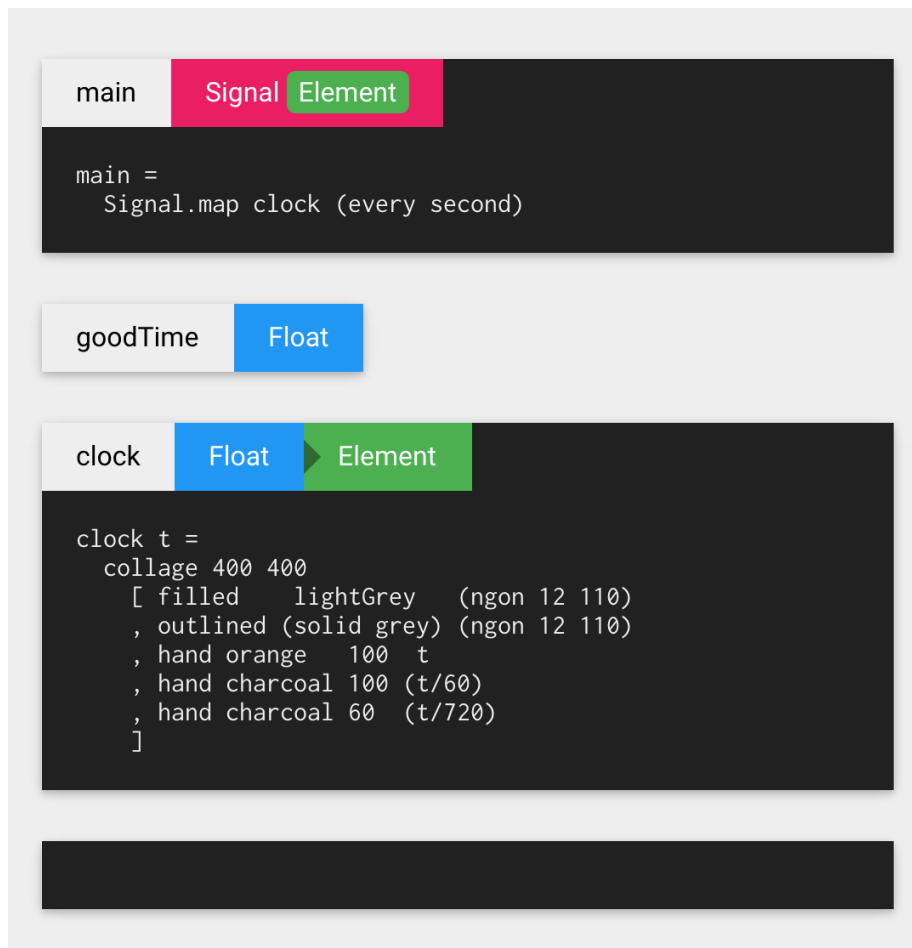 main Signal Element
main =
  Signal.map clock (every second)
goodTime Float
clock Float Element
clock t =
  collage 400 400
    [ filled    lightGrey   (ngon 12 110)
    , outlined (solid grey) (ngon 12 110)
    , hand orange   100  t
    , hand charcoal 100 (t/60)
    , hand charcoal 60  (t/720)
    ]